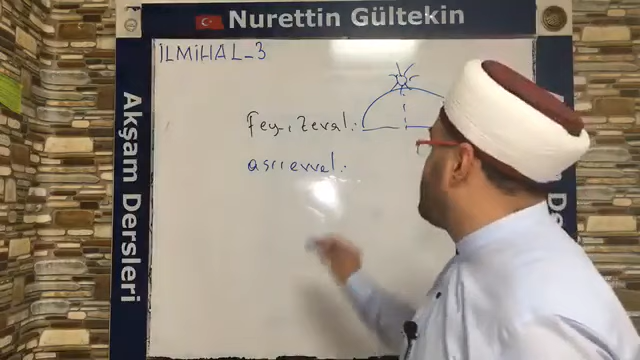 Nurettin Gültekin
Akşam Dersleri
İLMİHAL-3
Fey-i Zeval:
asrı evvel: